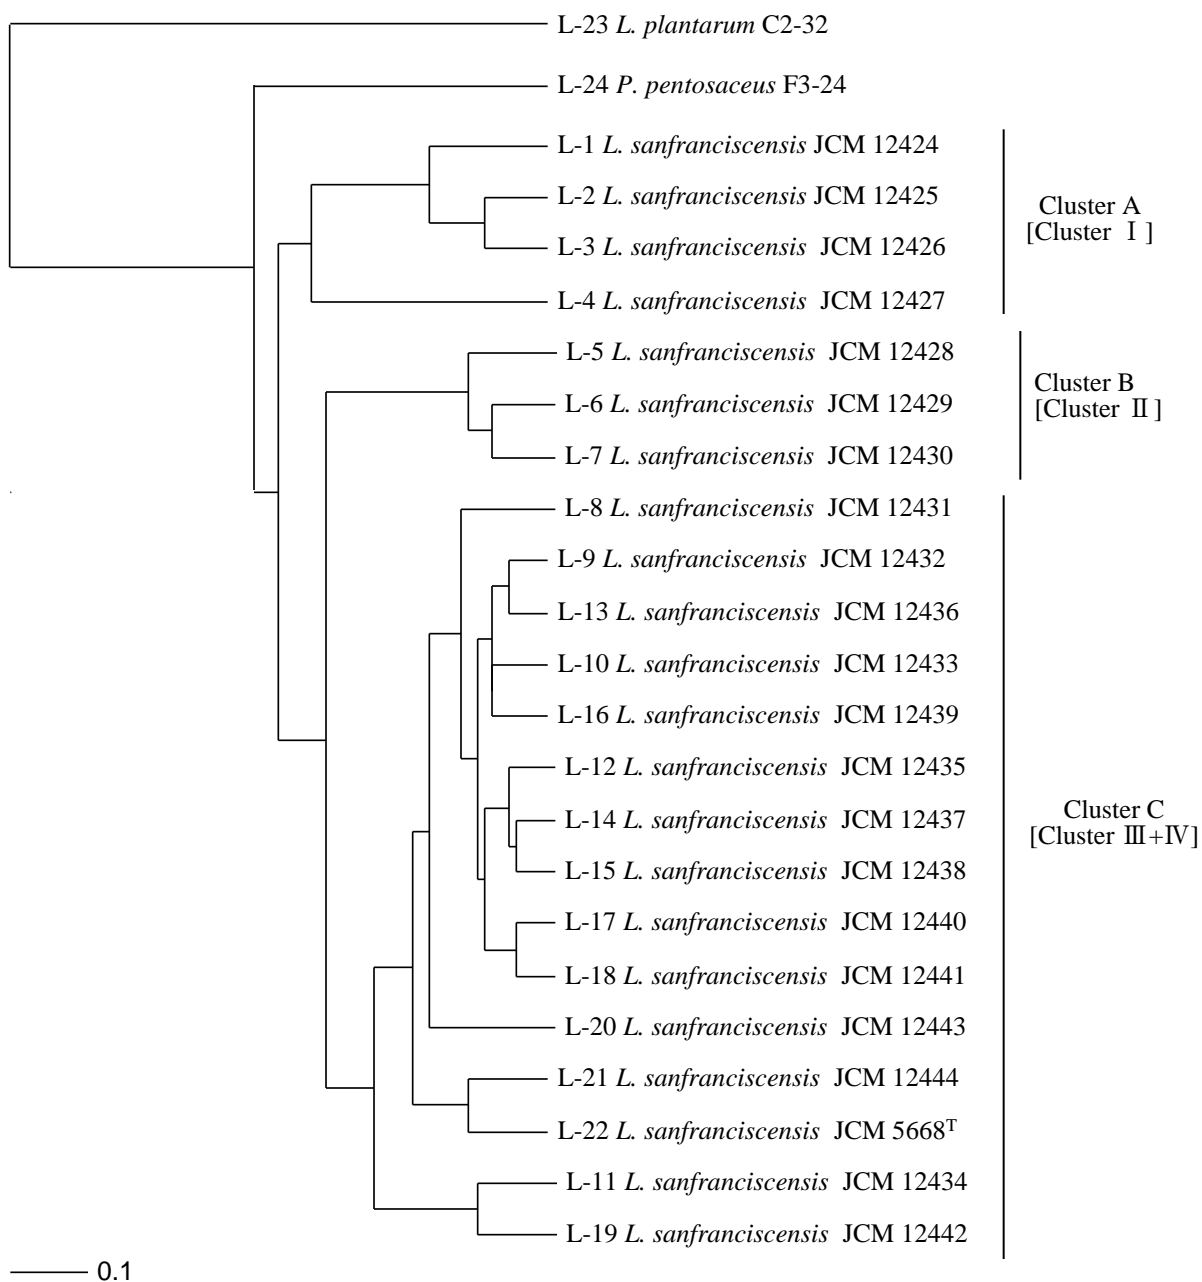 L-23 L. plantarum C2-32
L-24 P. pentosaceus F3-24
L-1 L. sanfranciscensis JCM 12424
L-2 L. sanfranciscensis JCM 12425
L-3 L. sanfranciscensis JCM 12426
L-4 L. sanfranciscensis JCM 12427
Cluster A
[Cluster Ⅰ]
L-5 L. sanfranciscensis JCM 12428
L-6 L. sanfranciscensis JCM 12429
L-7 L. sanfranciscensis JCM 12430
Cluster B
[Cluster Ⅱ]
L-8 L. sanfranciscensis JCM 12431
L-9 L. sanfranciscensis JCM 12432
L-13 L. sanfranciscensis JCM 12436
L-10 L. sanfranciscensis JCM 12433
L-16 L. sanfranciscensis JCM 12439
L-12 L. sanfranciscensis JCM 12435
L-14 L. sanfranciscensis JCM 12437
L-15 L. sanfranciscensis JCM 12438
L-17 L. sanfranciscensis JCM 12440
L-18 L. sanfranciscensis JCM 12441
L-20 L. sanfranciscensis JCM 12443
L-21 L. sanfranciscensis JCM 12444
L-22 L. sanfranciscensis JCM 5668ᵀ
L-11 L. sanfranciscensis JCM 12434
L-19 L. sanfranciscensis JCM 12442
Cluster C
[Cluster Ⅲ+Ⅳ]
0.1